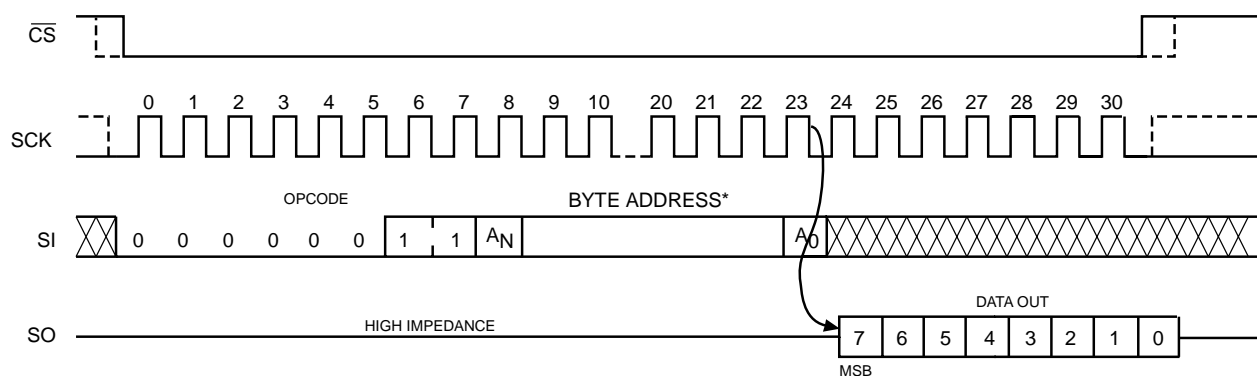 CS
0 1 2 3 4 5 6 7 8 9 10 20 21 22 23 24 25 26 27 28 29 30
SCK
OPCODE BYTE ADDRESS*
SI 0 0 0 0 0 0 1 1 AN A0
DATA OUT
SO HIGH IMPEDANCE 7 6 5 4 3 2 1 0
MSB